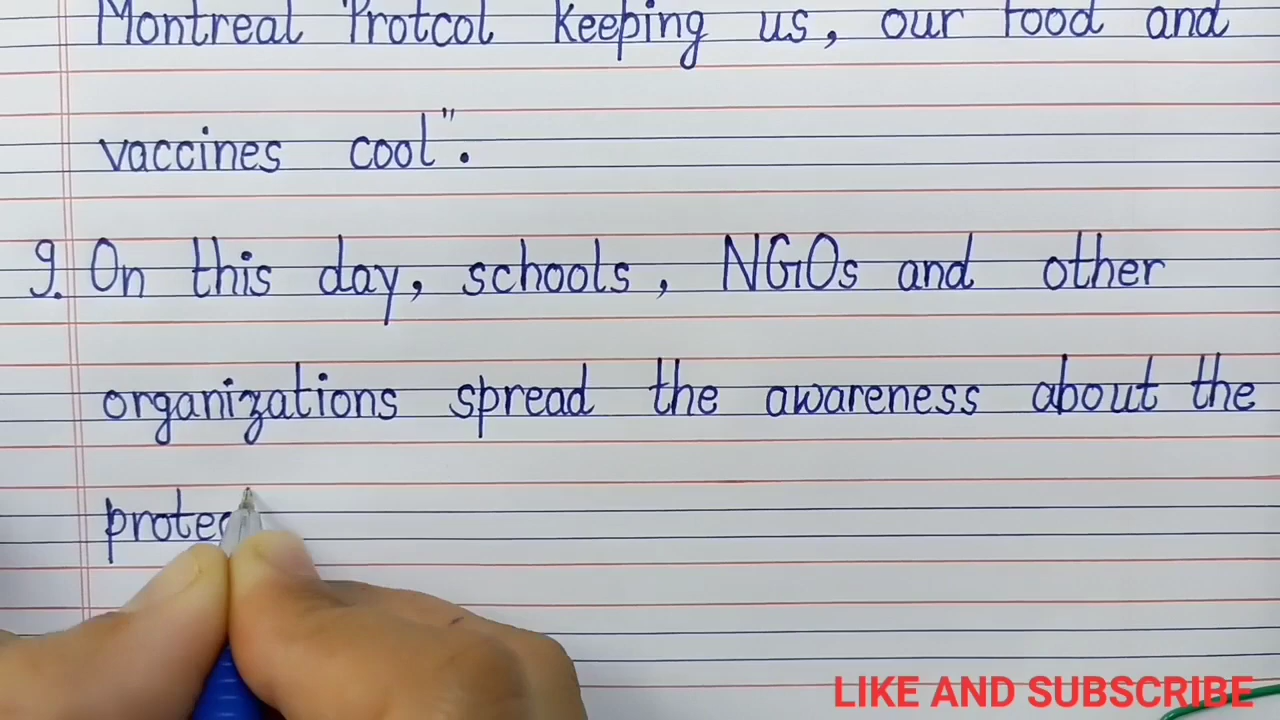 Montreal Protcol keeping us, our food and
vaccines cool".
9. On this day, schools, NGOs and other
organizations spread the awareness about the
protec
LIKE AND SUBSCRIBE